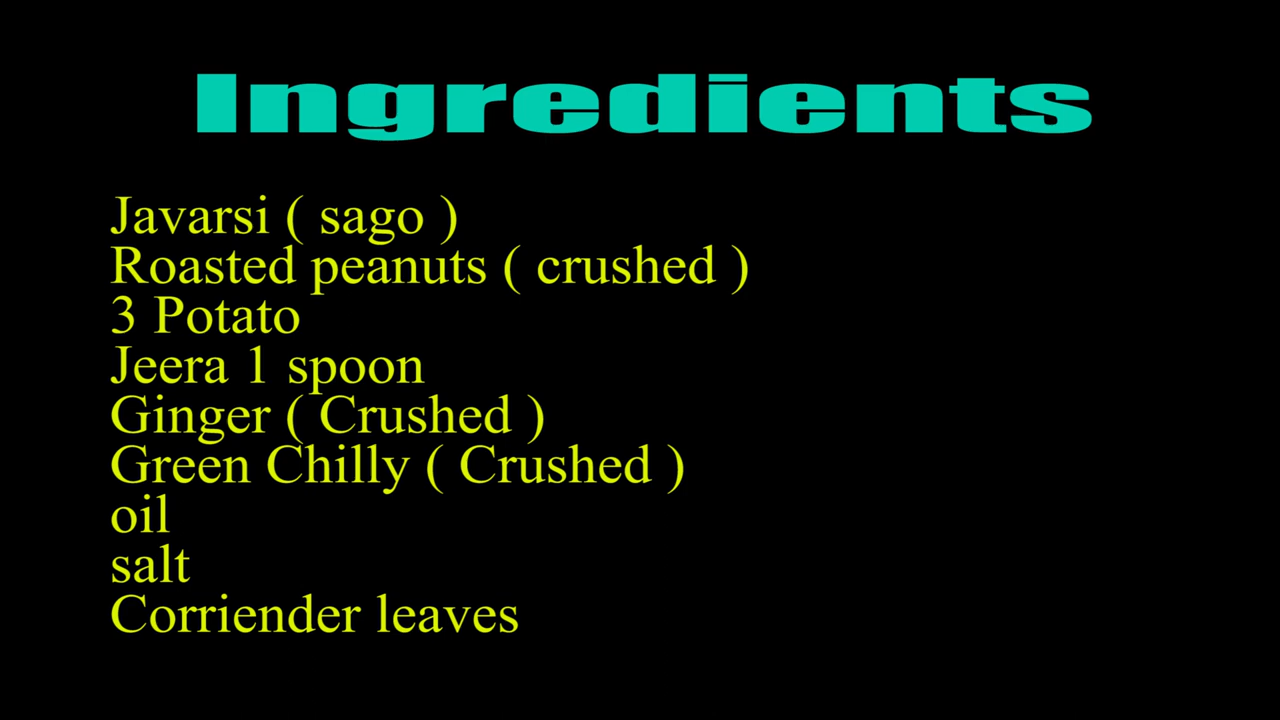 Ingredients
Javarsi ( sago )
Roasted peanuts ( crushed )
3 Potato
Jeera 1 spoon
Ginger ( Crushed )
Green Chilly ( Crushed )
oil
salt
Corriender leaves